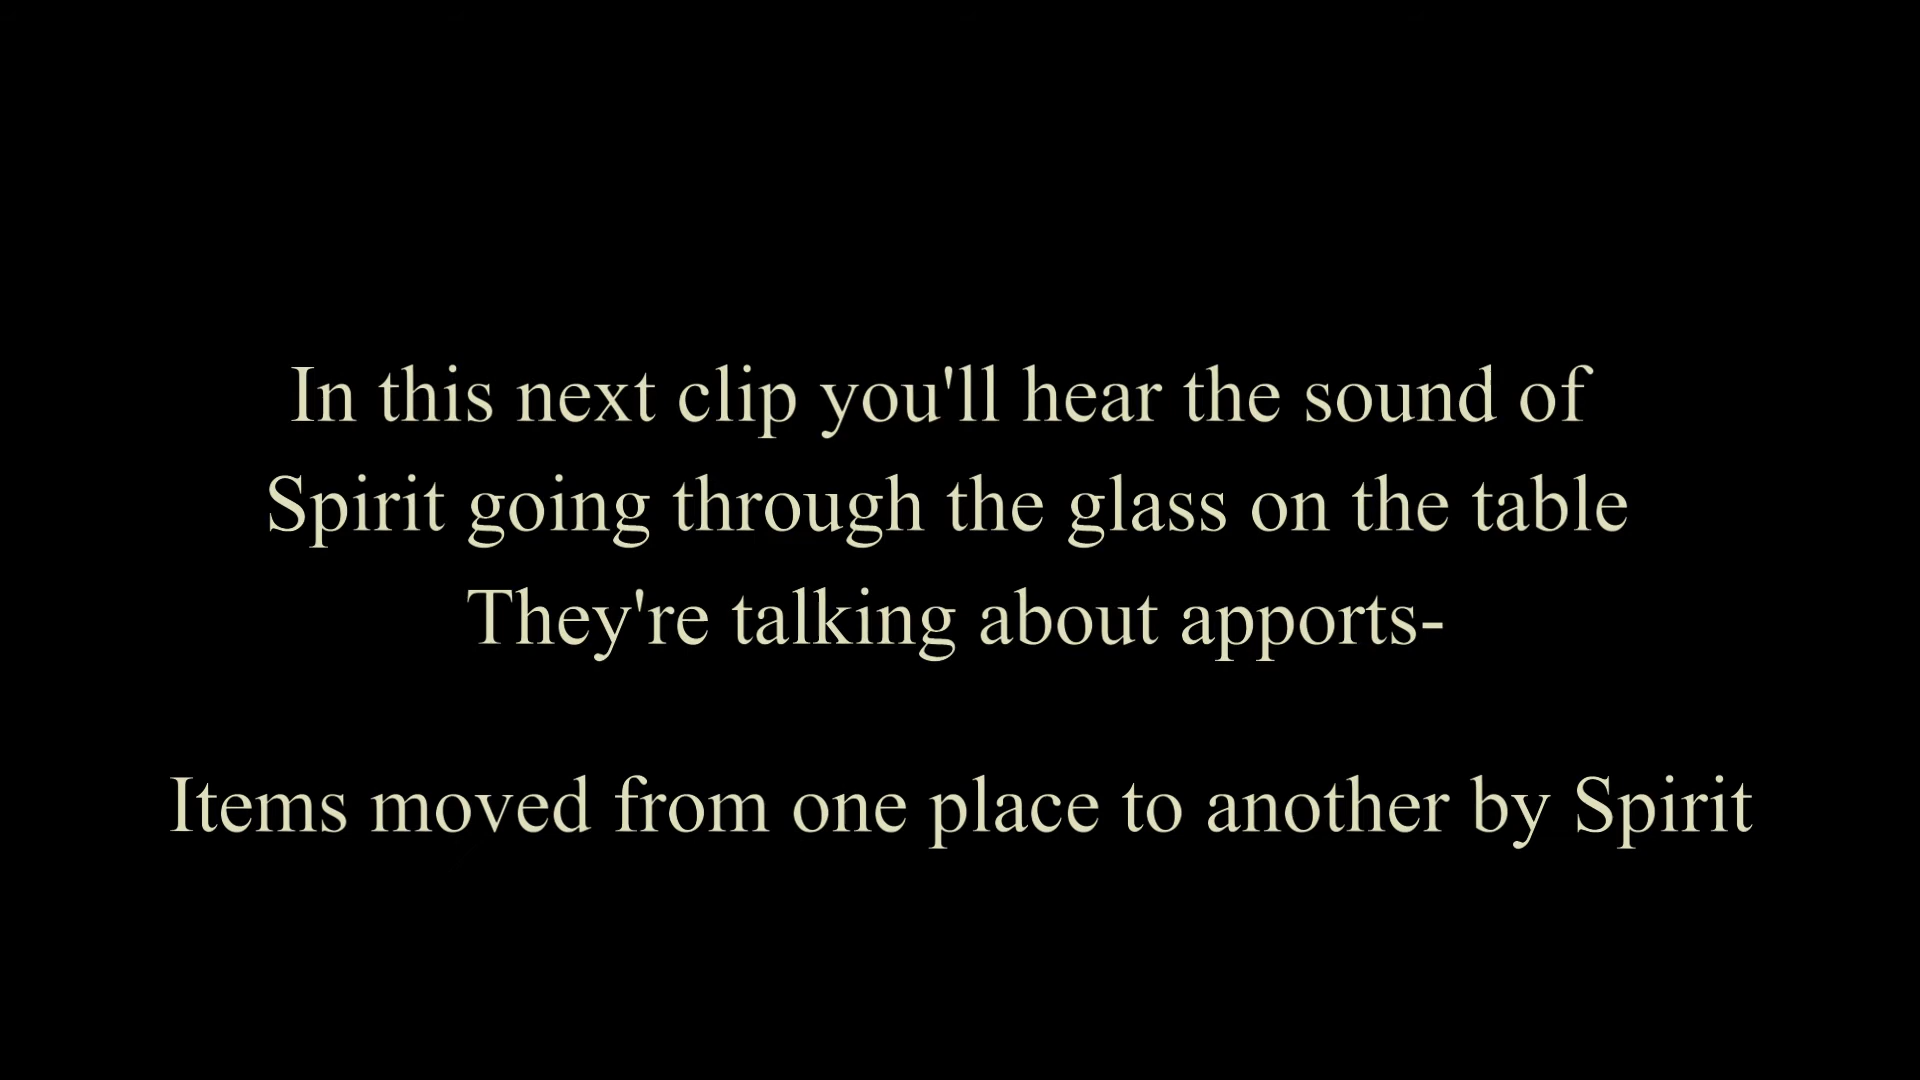 In this next clip you'll hear the sound of
Spirit going through the glass on the table
They're talking about apports-
Items moved from one place to another by Spirit